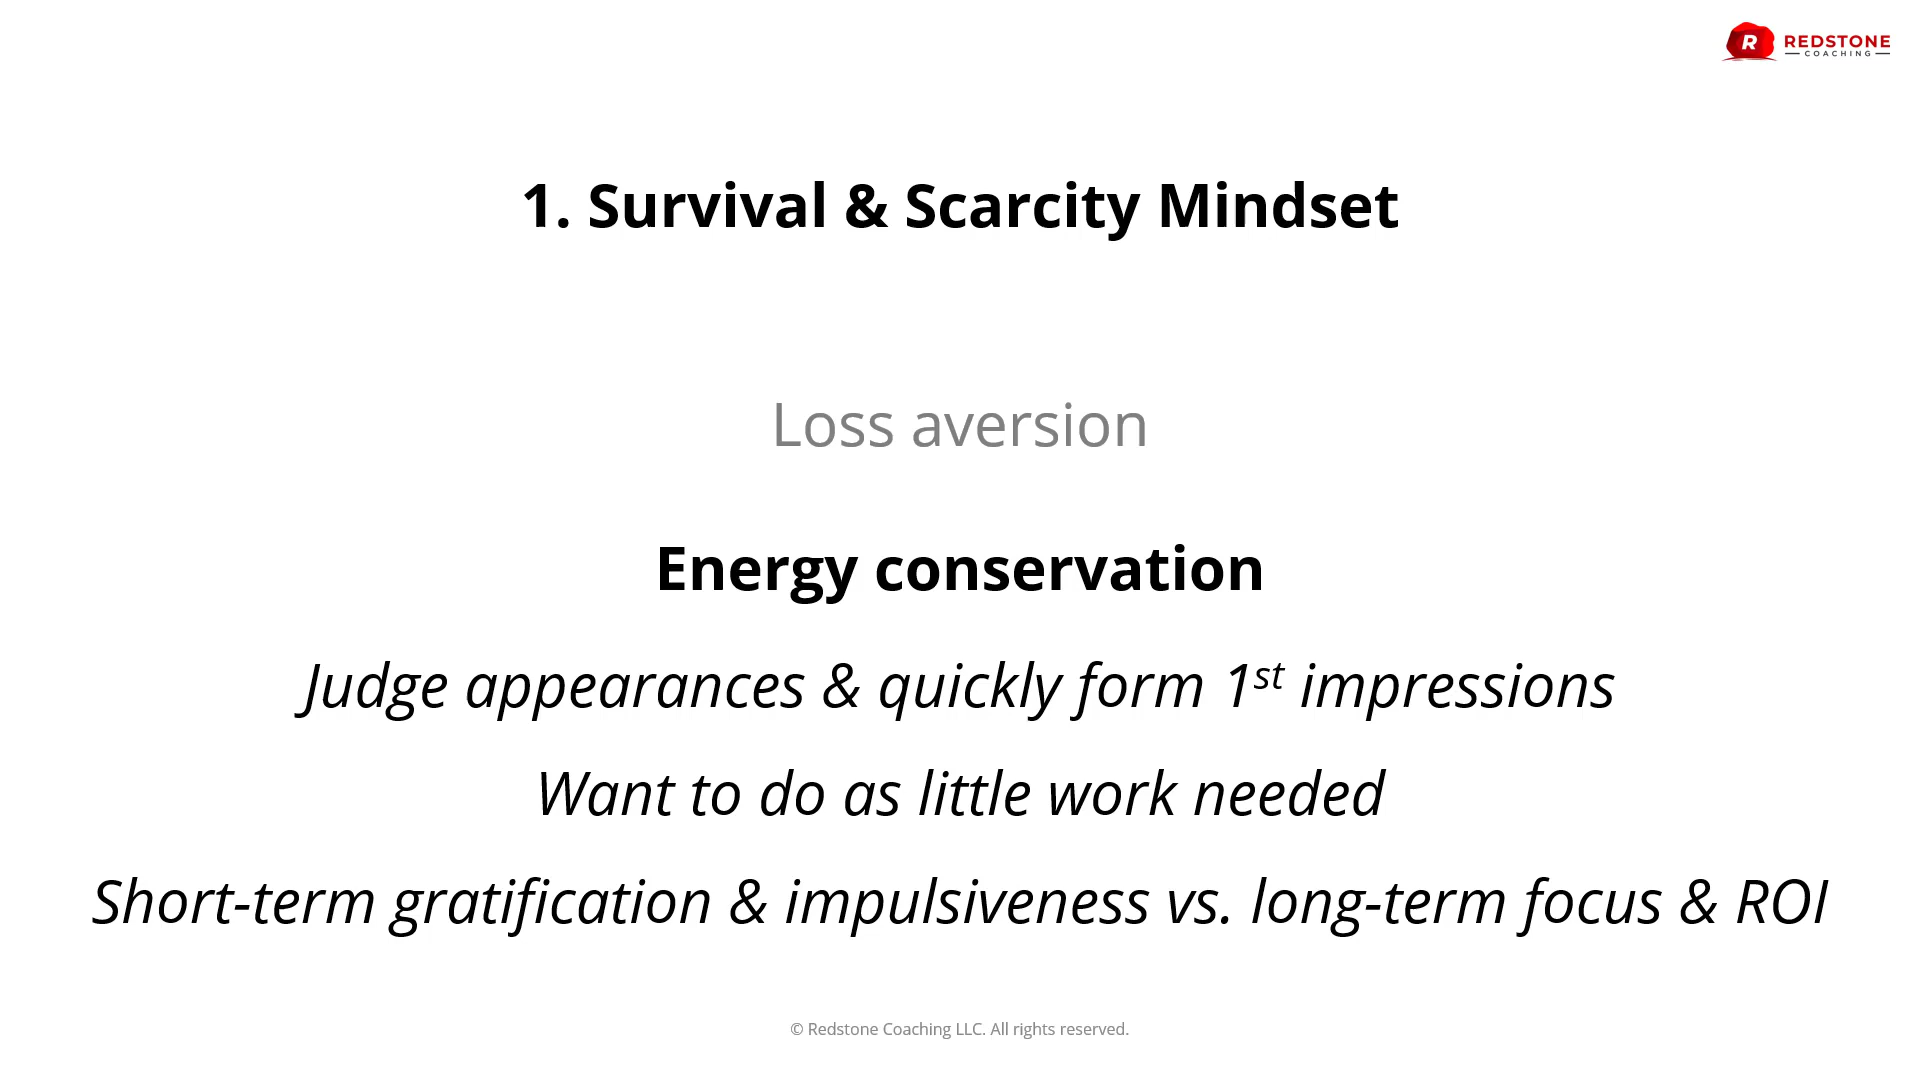 R REDSTONE
COACHING
1. Survival & Scarcity Mindset
Loss aversion
Energy conservation
Judge appearances & quickly form 1st impressions
Want to do as little work needed
Short-term gratification & impulsiveness vs. long-term focus & ROI
© Redstone Coaching LLC. All rights reserved.